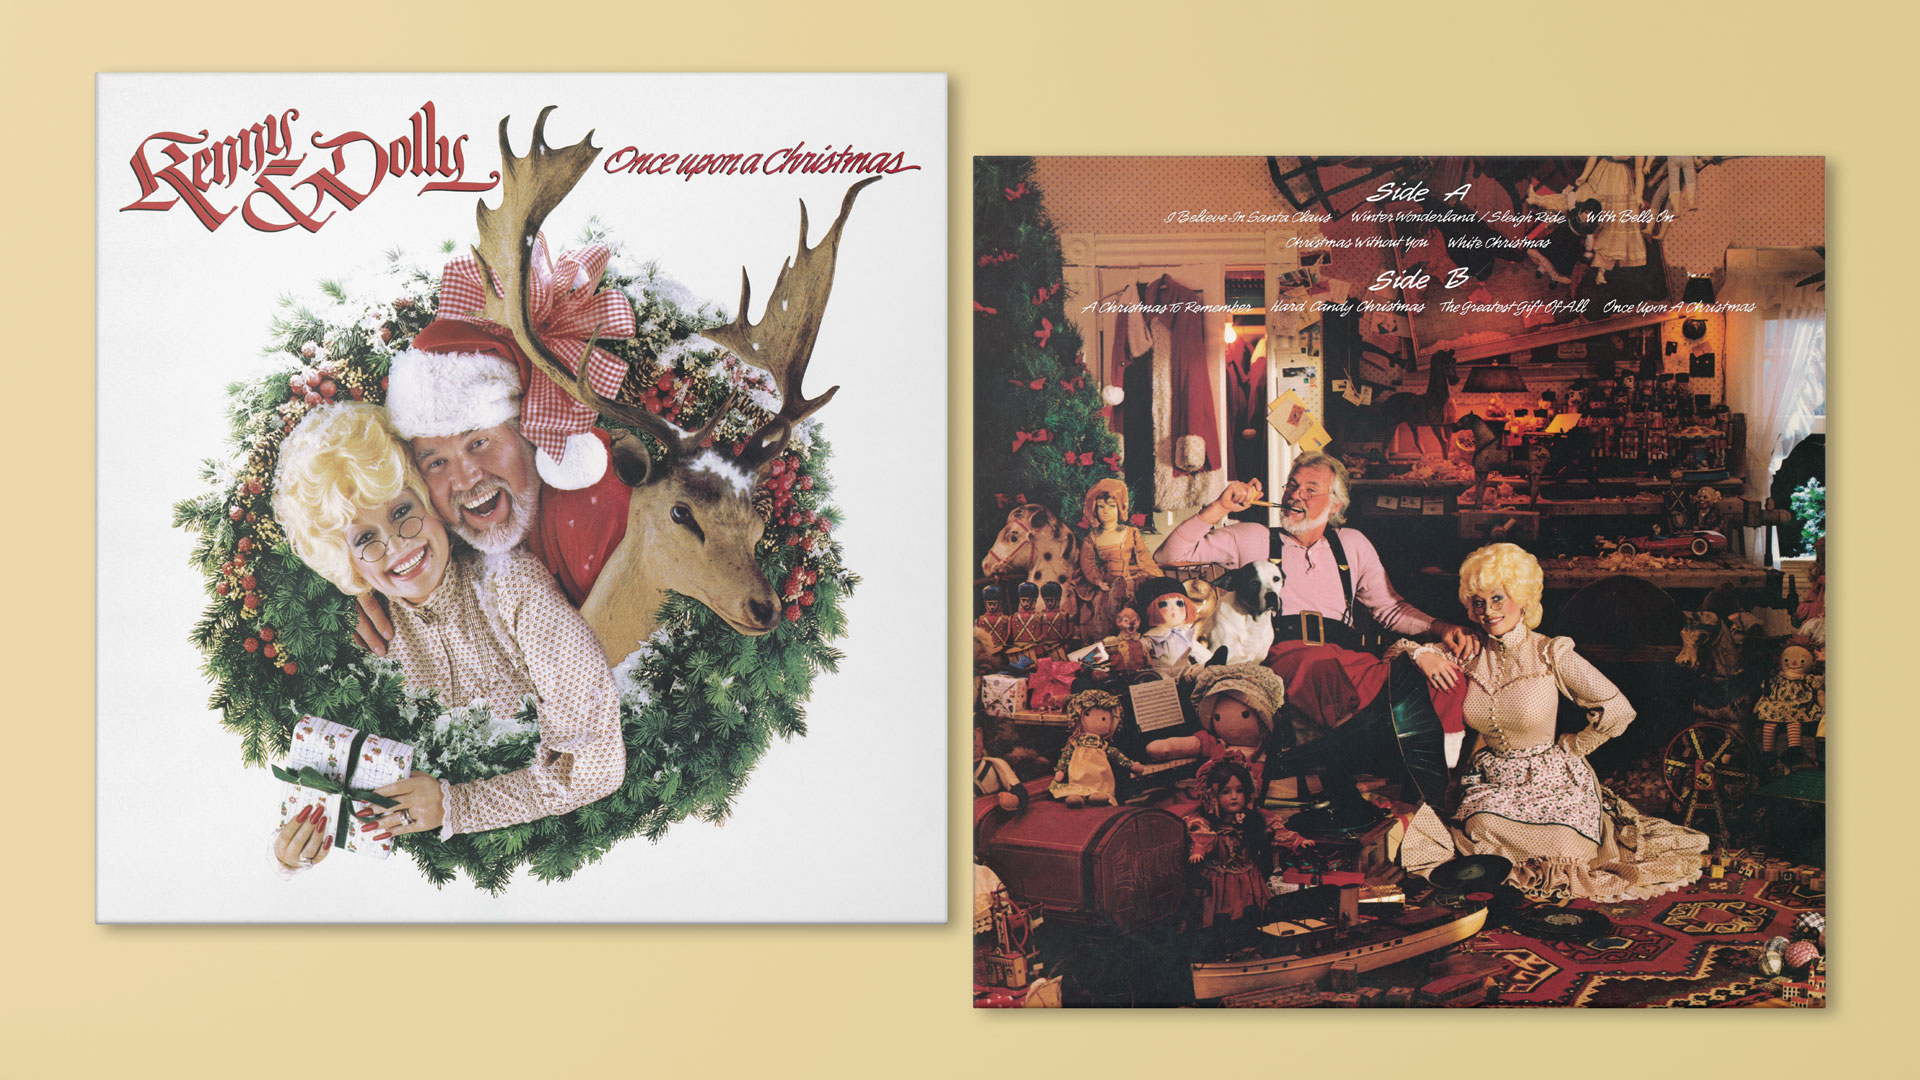 Kenny & Dolly
Once upon a Christmas
Side A
I Believe In Santa Claus Winter Wonderland / Sleigh Ride With Bells On
Christmas Without You White Christmas
Side B
A Christmas To Remember Hard Candy Christmas The Greatest Gift Of All Once Upon A Christmas